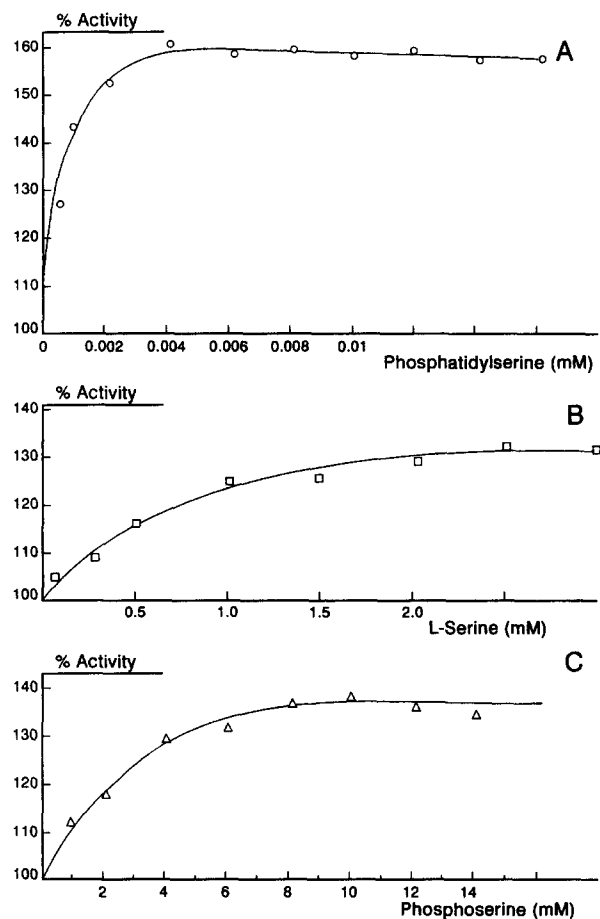 % Activity
A
160
150
140
130
120
110
100
0 0.002 0.004 0.006 0.008 0.01
Phosphatidylserine (mM)
% Activity
B
140
130
120
110
100
0.5 1.0 1.5 2.0
L-Serine (mM)
% Activity
C
140
130
120
110
100
2 4 6 8 10 12 14
Phosphoserine (mM)